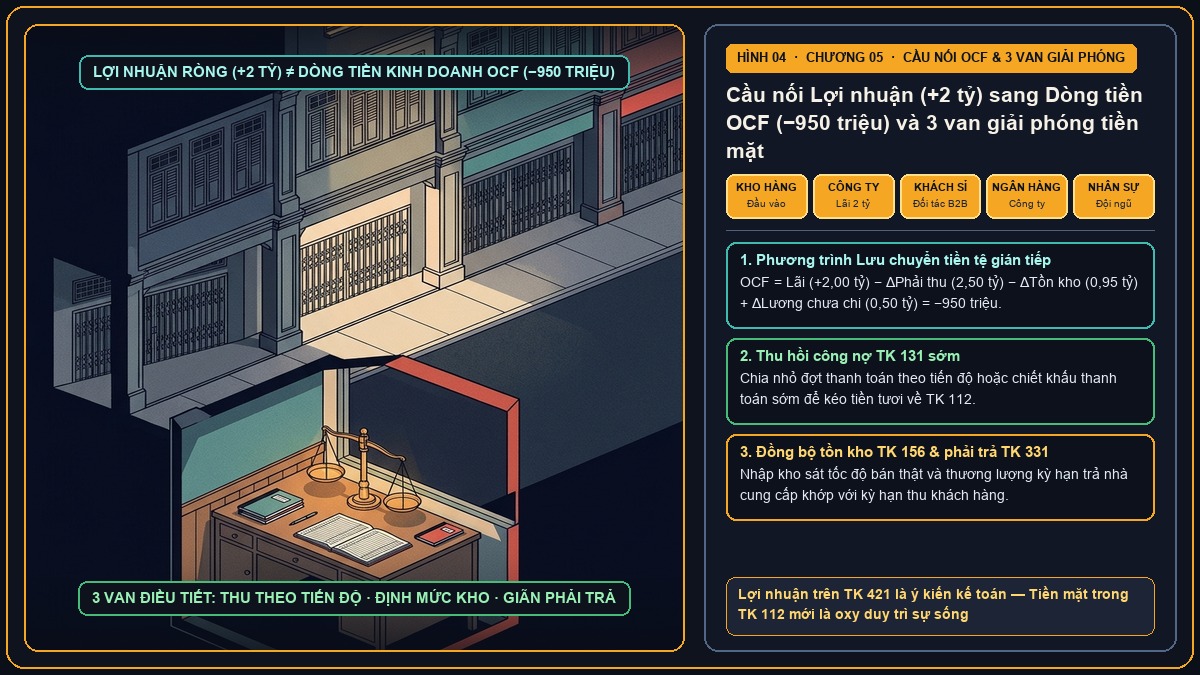 LỢI NHUẬN RÒNG (+2 TỶ) ≠ DÒNG TIỀN KINH DOANH OCF (−950 TRIỆU)
3 VAN ĐIỀU TIẾT: THU THEO TIẾN ĐỘ · ĐỊNH MỨC KHO · GIÃN PHẢI TRẢ
HÌNH 04 · CHƯƠNG 05 · CẦU NỐI OCF & 3 VAN GIẢI PHÓNG
Cầu nối Lợi nhuận (+2 tỷ) sang Dòng tiền
OCF (−950 triệu) và 3 van giải phóng tiền
mặt
KHO HÀNG
Đầu vào
CÔNG TY
Lãi 2 tỷ
KHÁCH SỈ
Đối tác B2B
NGÂN HÀNG
Công ty
NHÂN SỰ
Đội ngũ
1. Phương trình Lưu chuyển tiền tệ gián tiếp
OCF = Lãi (+2,00 tỷ) − ΔPhải thu (2,50 tỷ) − ΔTồn kho (0,95 tỷ)
+ ΔLương chưa chi (0,50 tỷ) = −950 triệu.
2. Thu hồi công nợ TK 131 sớm
Chia nhỏ đợt thanh toán theo tiến độ hoặc chiết khấu thanh
toán sớm để kéo tiền tươi về TK 112.
3. Đồng bộ tồn kho TK 156 & phải trả TK 331
Nhập kho sát tốc độ bán thật và thương lượng kỳ hạn trả nhà
cung cấp khớp với kỳ hạn thu khách hàng.
Lợi nhuận trên TK 421 là ý kiến kế toán — Tiền mặt trong
TK 112 mới là oxy duy trì sự sống